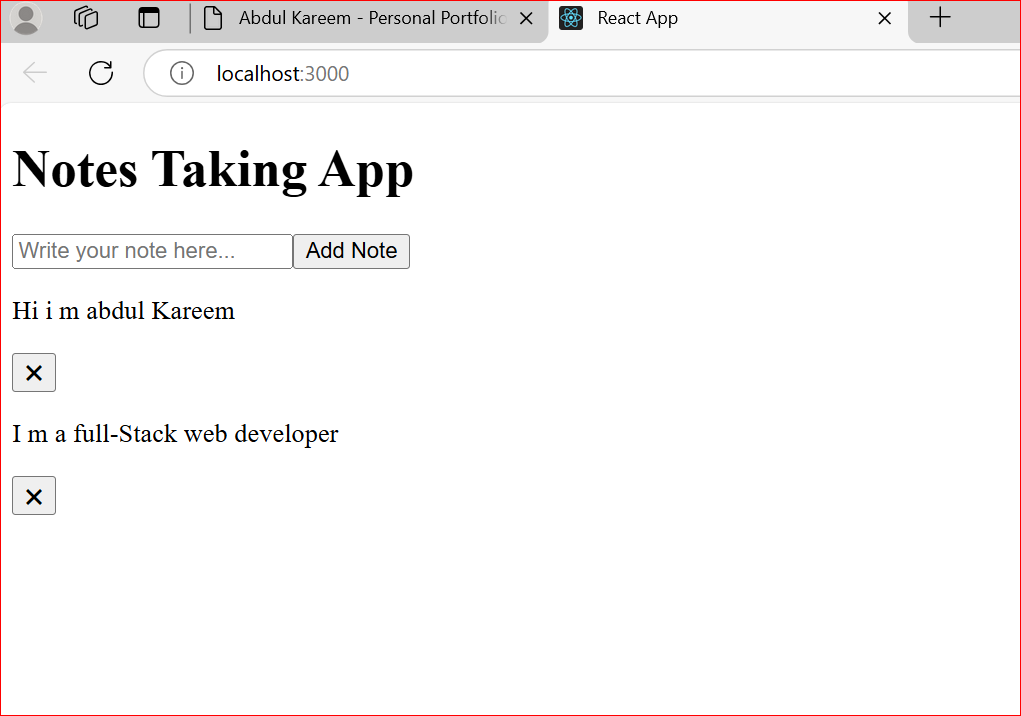 Abdul Kareem - Personal Portfolio
React App
localhost:3000
Notes Taking App
Write your note here...
Add Note
Hi i m abdul Kareem
I m a full-Stack web developer